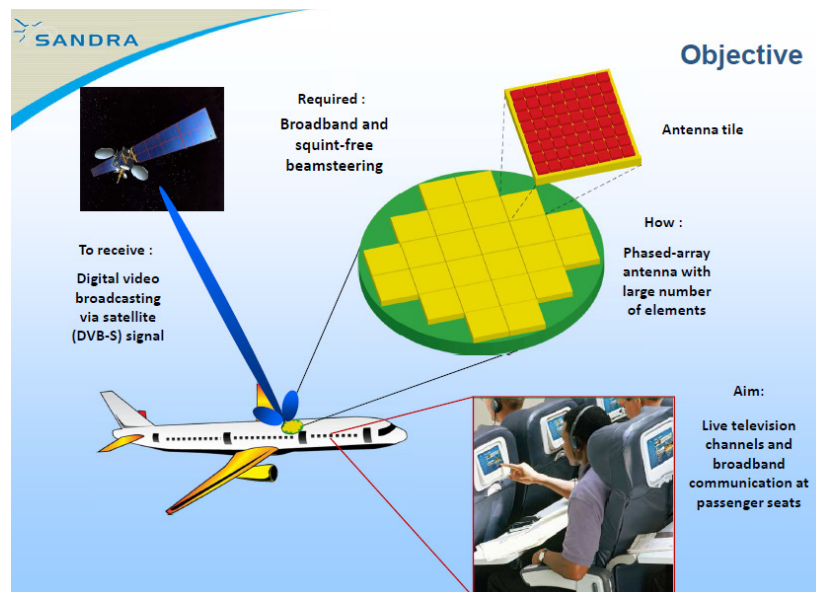 SANDRA
Objective
Required :
Broadband and
squint-free
beamsteering
Antenna tile
To receive :
Digital video
broadcasting
via satellite
(DVB-S) signal
How :
Phased-array
antenna with
large number
of elements
Aim:
Live television
channels and
broadband
communication at
passenger seats